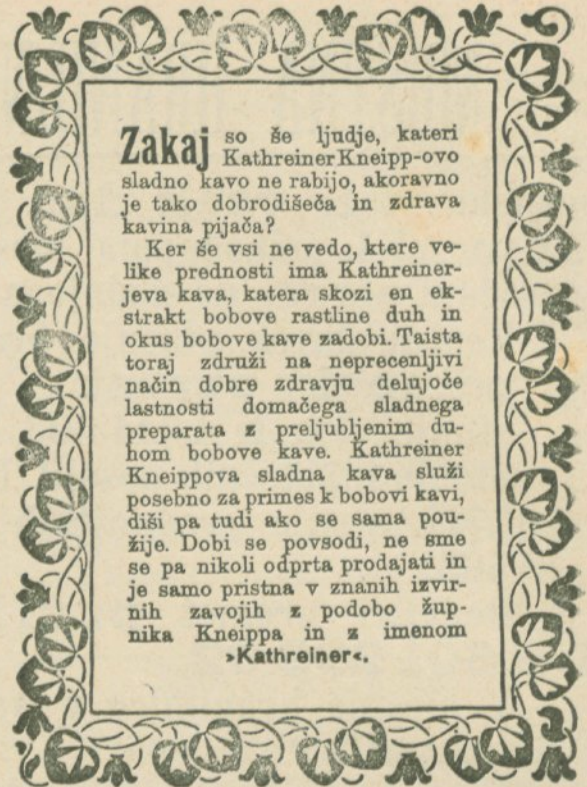 Zakaj so še ljudje, kateri
Kathreiner Kneipp-ovo
sladno kavo ne rabijo, akoravno
je tako dobrodišeča in zdrava
kavina pijača?
Ker še vsi ne vedo, ktere ve-
like prednosti ima Kathreiner-
jeva kava, katera skozi en ek-
strakt bobove rastline duh in
okus bobove kave zadobi. Taista
toraj združi na neprecenljivi
način dobre zdravju delujoče
lastnosti domačega sladnega
preparata z preljubljenim du-
hom bobove kave. Kathreiner
Kneippova sladna kava služi
posebno za primes k bobovi kavi,
diši pa tudi ako se sama pou-
žije. Dobi se povsodi, ne sme
se pa nikoli odprta prodajati in
je samo pristna v znanih izvir-
nih zavojih z podobo žup-
nika Kneippa in z imenom
»Kathreiner«.